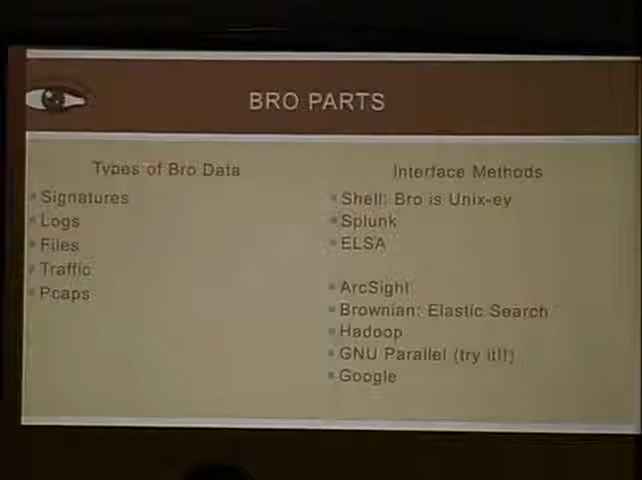 BRO PARTS
Types of Bro Data
Signatures
Logs
Files
Traffic
Pcaps
Interface Methods
Shell: Bro is Unix-ey
Splunk
ELSA
ArcSight
Brownian: Elastic Search
Hadoop
GNU Parallel (try it!!)
Google